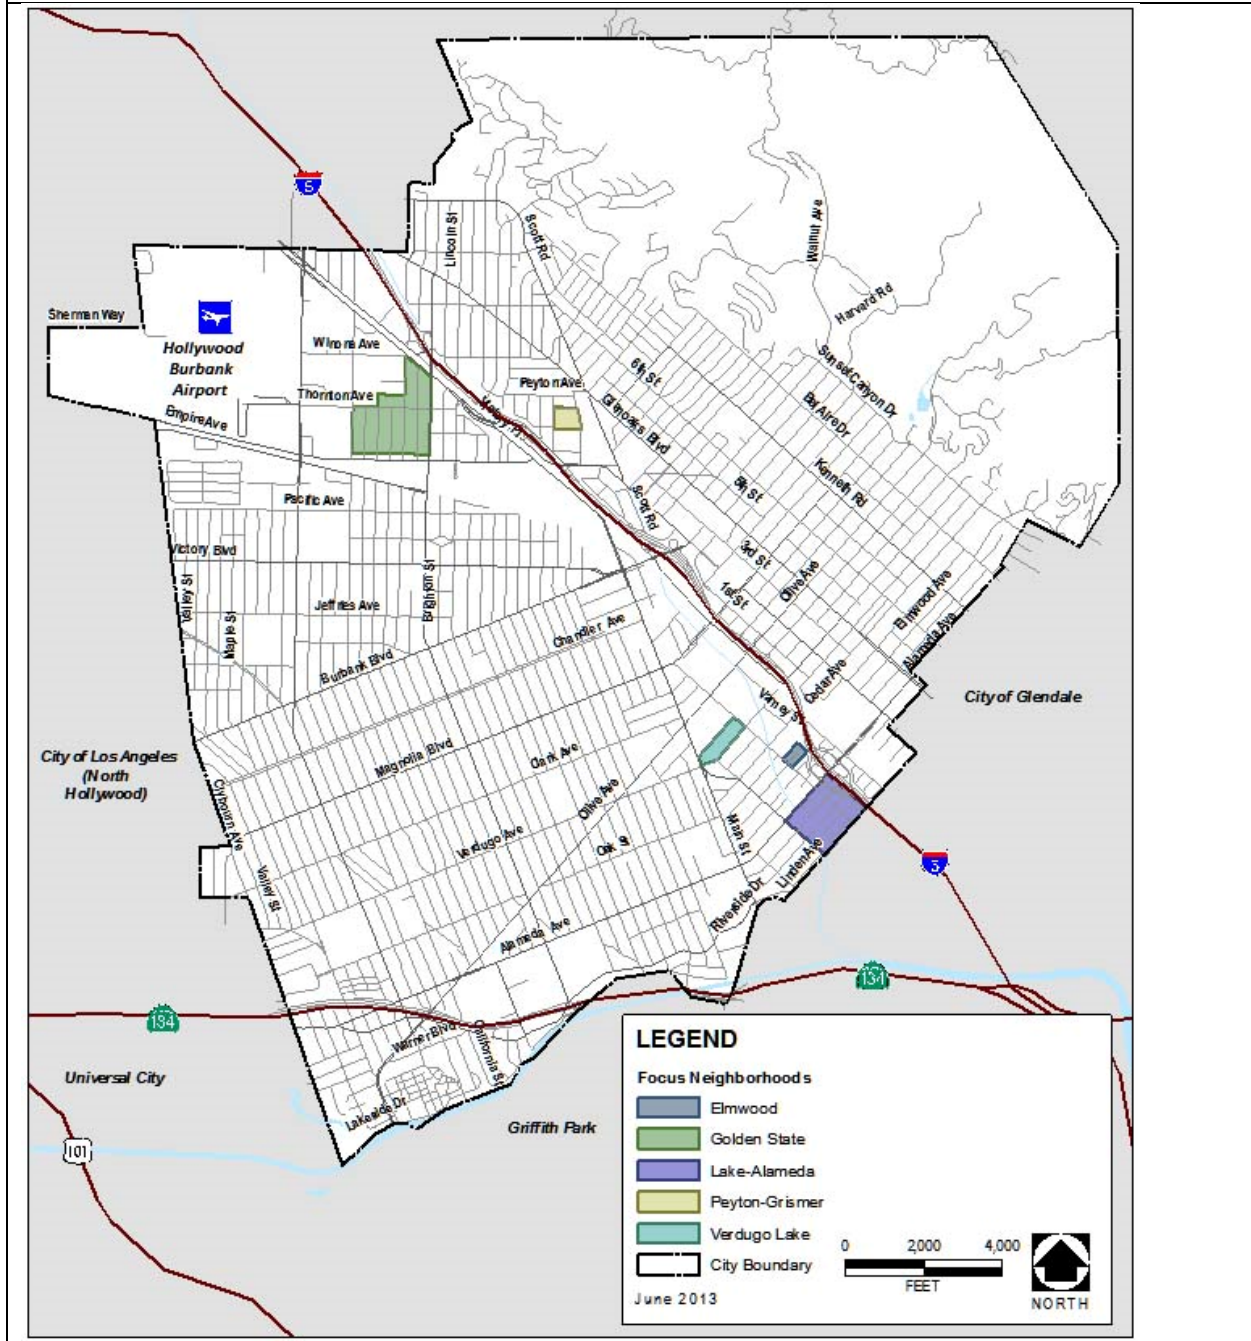 5
Lincoln St
Scott Rd
Walnut Ave
Harvard Rd
Sherman Way
Hollywood
Burbank
Airport
Winona Ave
Thornton Ave
Empire Ave
Peyton Ave
6th St
Glenoaks Blvd
Sunset Canyon Dr
Bel Aire Dr
Kenneth Rd
5th St
Scott Rd
3rd St
1st St
Olive Ave
Elmwood Ave
Alameda Ave
Pacific Ave
Victory Blvd
Valley St
Maple St
Jeffries Ave
Brighton St
Burbank Blvd
Chandler Ave
Cedar Ave
Varney St
City of Glendale
City of Los Angeles
(North
Hollywood)
Magnolia Blvd
Clark Ave
Clybourn Ave
Olive Ave
Verdugo Ave
Oak St
Main St
Linden Ave
Riverside Dr
Valley St
Alameda Ave
5
134
134
Warner Blvd
California St
Lakeside Dr
Universal City
Griffith Park
101
LEGEND
Focus Neighborhoods
Elmwood
Golden State
Lake-Alameda
Peyton-Grismer
Verdugo Lake
City Boundary
0 2,000 4,000
FEET
NORTH
June 2013